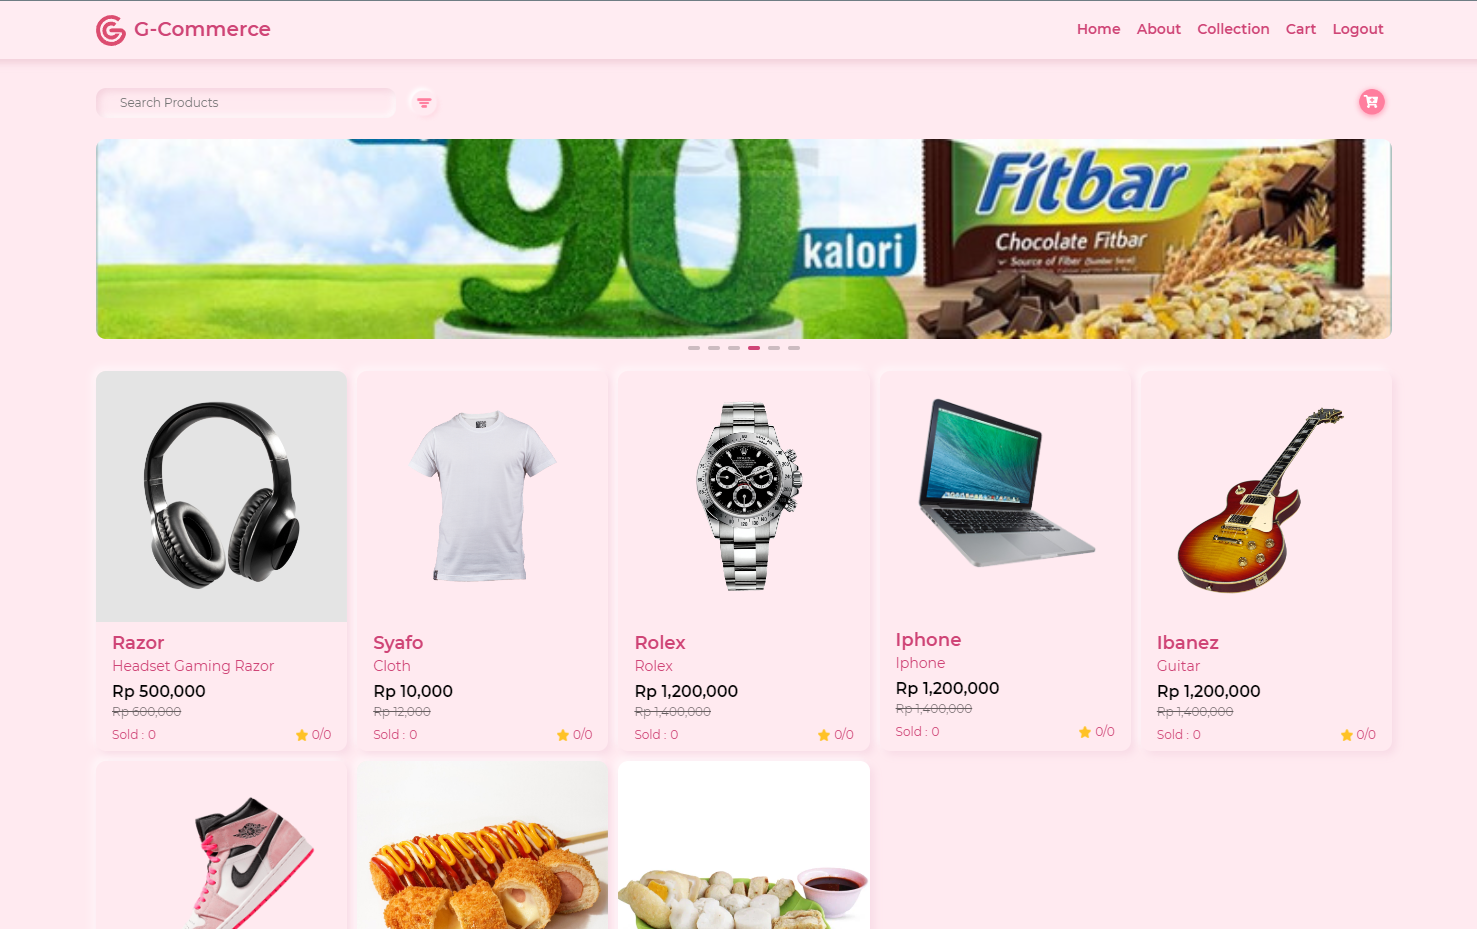 G-Commerce
Home About Collection Cart Logout
Search Products
90
kalori
Fitbar
Chocolate Fitbar
Source of Fiber
Razor
Headset Gaming Razor
Rp 500,000
Rp 600,000
Sold : 0 0/0
Syafo
Cloth
Rp 10,000
Rp 12,000
Sold : 0 0/0
Rolex
Rolex
Rp 1,200,000
Rp 1,400,000
Sold : 0 0/0
Iphone
Iphone
Rp 1,200,000
Rp 1,400,000
Sold : 0 0/0
Ibanez
Guitar
Rp 1,200,000
Rp 1,400,000
Sold : 0 0/0